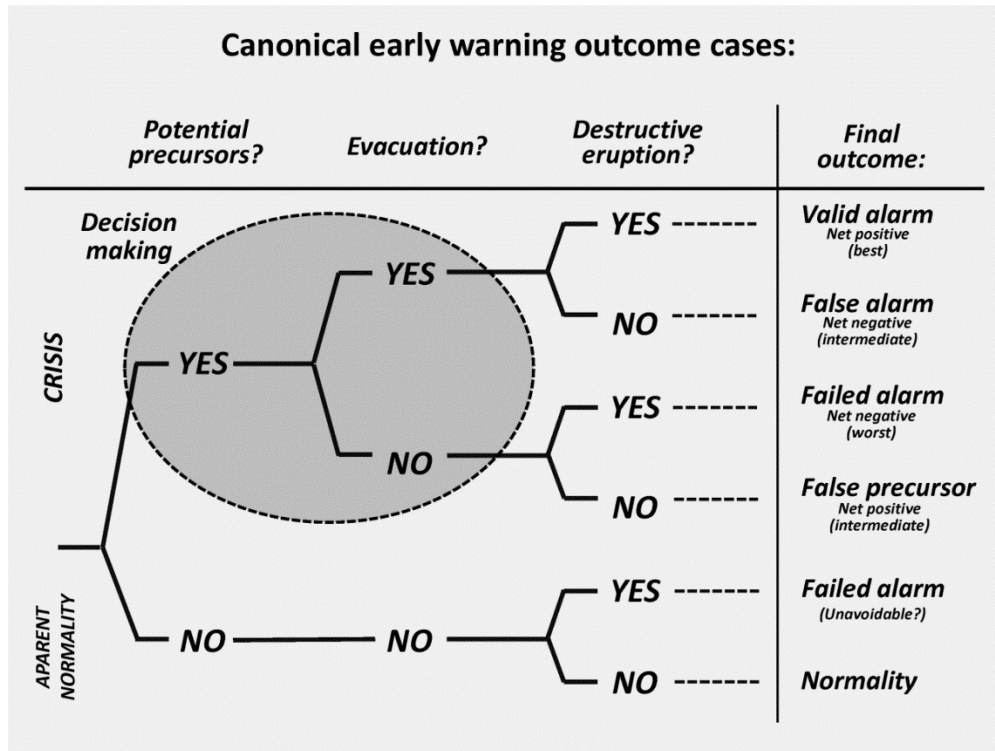 Canonical early warning outcome cases:
Potential
precursors?
Evacuation?
Destructive
eruption?
Final
outcome:
Decision
making
CRISIS
YES
YES
YES
Valid alarm
Net positive
(best)
NO
False alarm
Net negative
(intermediate)
NO
YES
Failed alarm
Net negative
(worst)
NO
False precursor
Net positive
(intermediate)
APPARENT
NORMALITY
NO
NO
YES
Failed alarm
(Unavoidable?)
NO
Normality